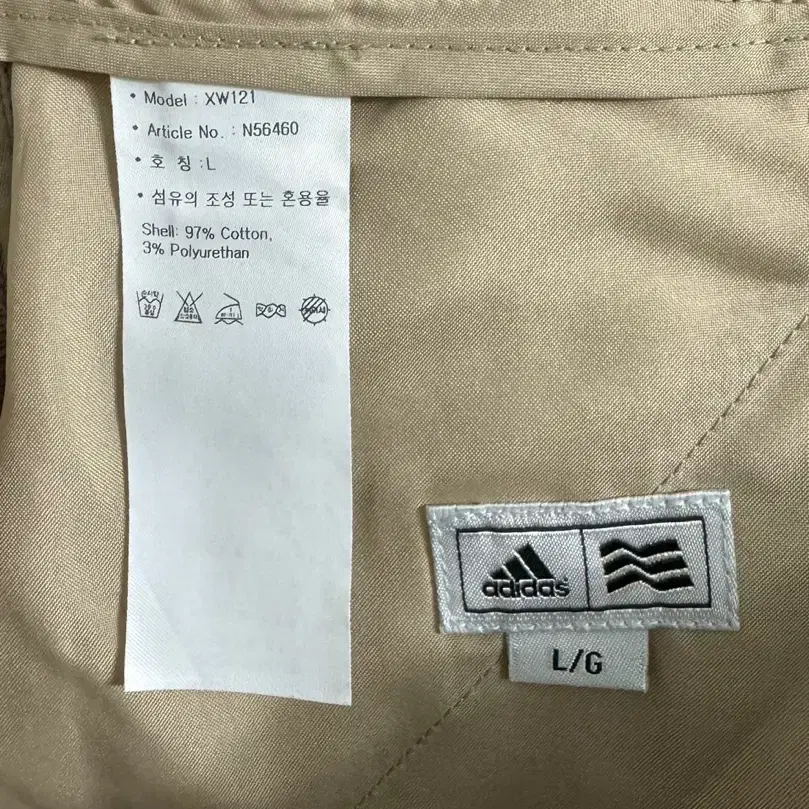 • Model : XW121
• Article No. : N56460
• 호 칭 : L
• 섬유의 조성 또는 혼용율
Shell: 97% Cotton,
3% Polyurethan
adidas
L/G